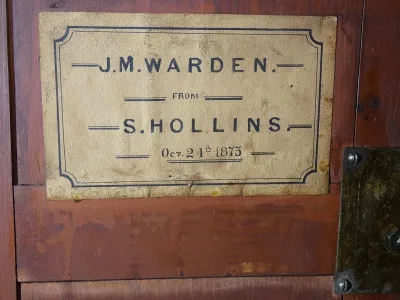 J.M.WARDEN.
FROM
S.HOLLINS.
Oct. 24th 1873